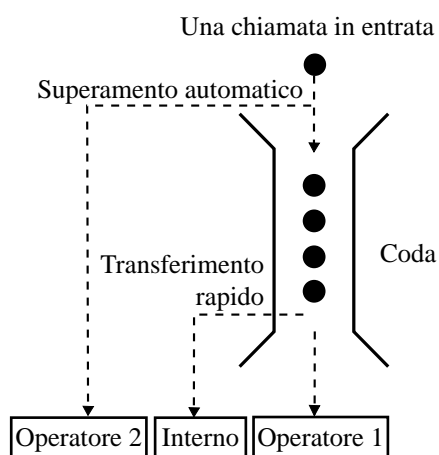 Una chiamata in entrata
Superamento automatico
Transferimento
rapido
Coda
Operatore 2
Interno
Operatore 1